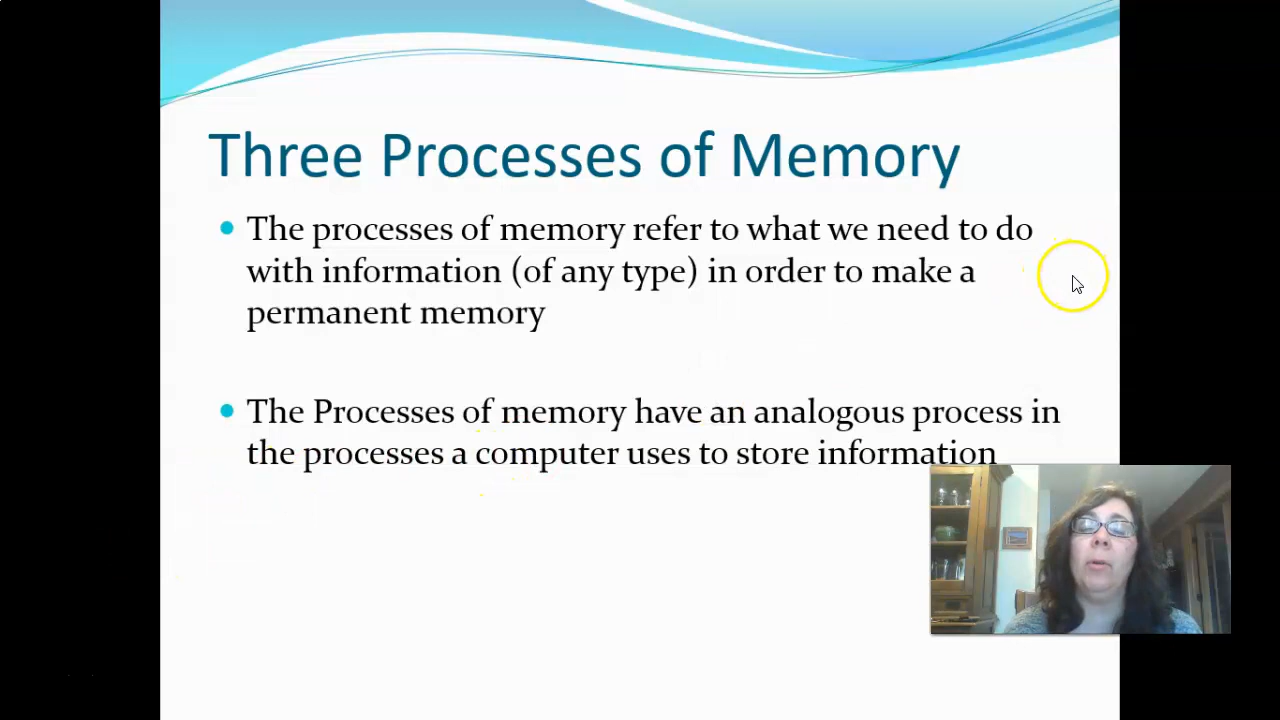 Three Processes of Memory
The processes of memory refer to what we need to do
with information (of any type) in order to make a
permanent memory
The Processes of memory have an analogous process in
the processes a computer uses to store information